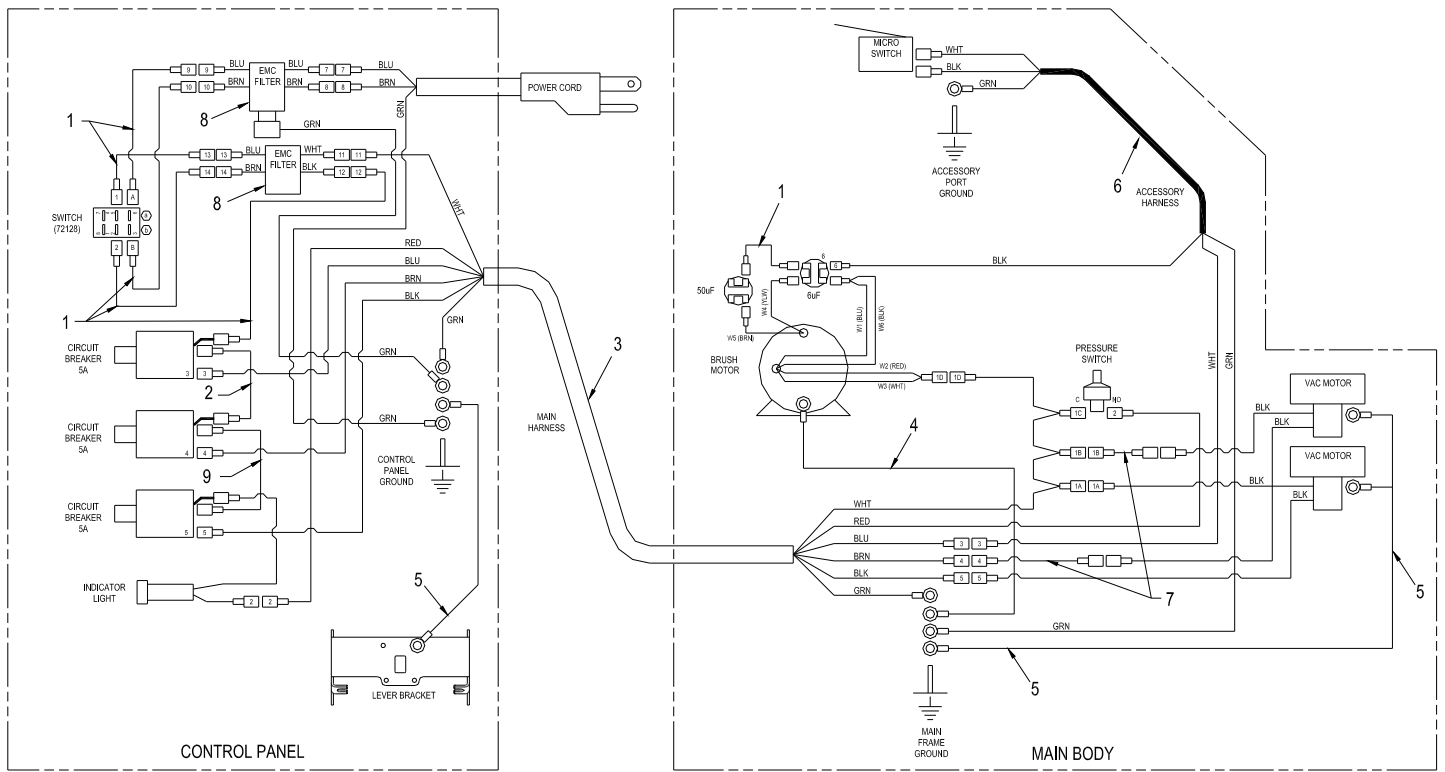 BLU
9
9
BLU
EMC
FILTER
BLU
7
7
BLU
BRN
10
10
BRN
BRN
8
8
BRN
POWER CORD
GRN
8
GRN
1
BLU
13
13
BLU
EMC
FILTER
WHT
11
11
BRN
14
14
BRN
BLK
12
12
8
1
A
SWITCH
(72128)
a
b
2
B
WHT
RED
BLU
BRN
BLK
GRN
1
CIRCUIT
BREAKER
5A
3
3
2
GRN
CIRCUIT
BREAKER
5A
4
4
9
GRN
CONTROL
PANEL
GROUND
CIRCUIT
BREAKER
5A
5
5
INDICATOR
LIGHT
2
2
5
LEVER BRACKET
CONTROL PANEL
3
MAIN
HARNESS
MICRO
SWITCH
WHT
BLK
GRN
ACCESSORY
PORT
GROUND
6
ACCESSORY
HARNESS
1
50uF
6
6
6uF
BLK
W4 (YLW)
W5 (BRN)
W1 (BLU)
W6 (BLK)
BRUSH
MOTOR
W2 (RED)
W3 (WHT)
1D
1D
WHT
GRN
PRESSURE
SWITCH
C
NO
1C
2
VAC MOTOR
BLK
BLK
4
1B
1B
VAC MOTOR
1A
1A
BLK
BLK
WHT
RED
BLU
3
3
BRN
4
4
BLK
5
5
GRN
7
5
GRN
5
MAIN
FRAME
GROUND
MAIN BODY